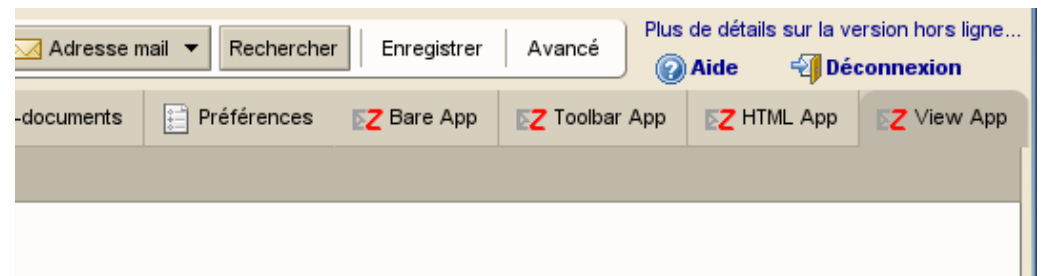 Plus de détails sur la version hors ligne...
Adresse mail Rechercher Enregistrer Avancé
Aide Déconnexion
-documents Préférences Z Bare App Z Toolbar App Z HTML App Z View App